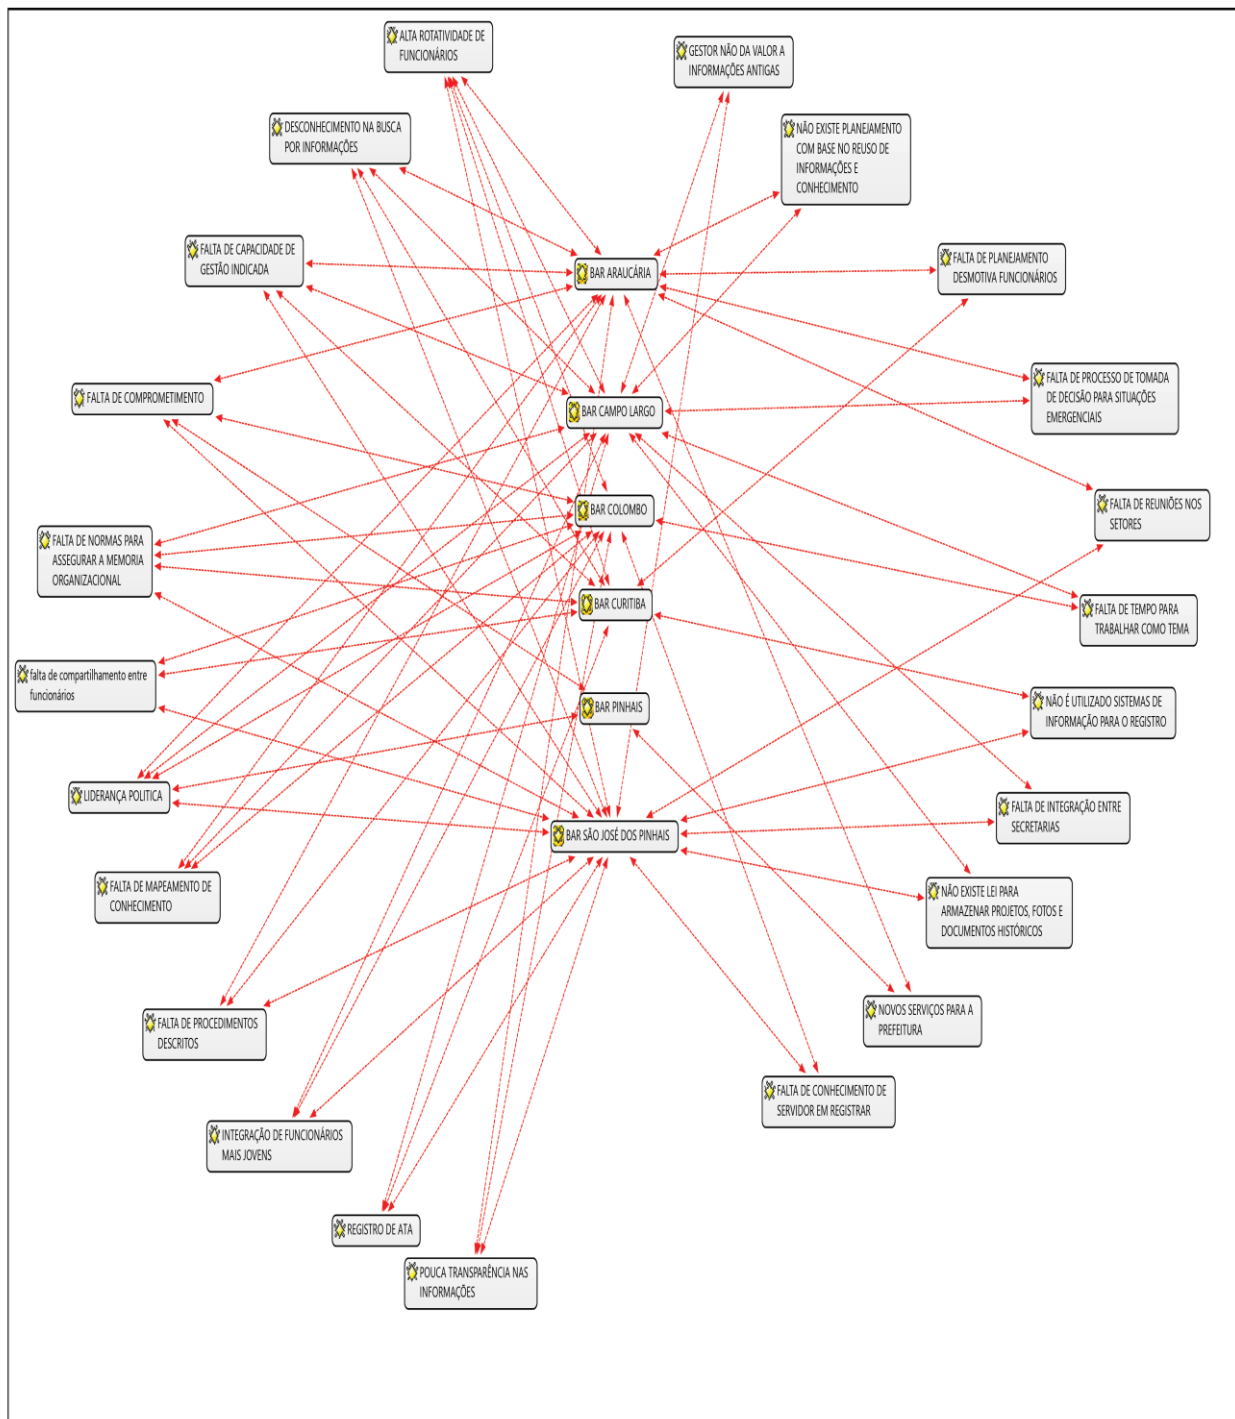 ALTA ROTATIVIDADE DE
FUNCIONÁRIOS
GESTOR NÃO DA VALOR A
INFORMAÇÕES ANTIGAS
DESCONHECIMENTO NA BUSCA
POR INFORMAÇÕES
NÃO EXISTE PLANEJAMENTO
COM BASE NO REUSO DE
INFORMAÇÕES E
CONHECIMENTO
FALTA DE CAPACIDADE DE
GESTÃO INDICADA
BAR ARAUCÁRIA
FALTA DE PLANEJAMENTO
DESMOTIVA FUNCIONÁRIOS
FALTA DE COMPROMETIMENTO
BAR CAMPO LARGO
FALTA DE PROCESSO DE TOMADA
DE DECISÃO PARA SITUAÇÕES
EMERGENCIAIS
BAR COLOMBO
FALTA DE REUNIÕES NOS
SETORES
FALTA DE NORMAS PARA
ASSEGURAR A MEMORIA
ORGANIZACIONAL
BAR CURITIBA
FALTA DE TEMPO PARA
TRABALHAR COMO TEMA
falta de compartilhamento entre
funcionários
BAR PINHAIS
NÃO É UTILIZADO SISTEMAS DE
INFORMAÇÃO PARA O REGISTRO
LIDERANÇA POLITICA
BAR SÃO JOSÉ DOS PINHAIS
FALTA DE INTEGRAÇÃO ENTRE
SECRETARIAS
FALTA DE MAPEAMENTO DE
CONHECIMENTO
NÃO EXISTE LEI PARA
ARMAZENAR PROJETOS, FOTOS E
DOCUMENTOS HISTÓRICOS
FALTA DE PROCEDIMENTOS
DESCRITOS
NOVOS SERVIÇOS PARA A
PREFEITURA
FALTA DE CONHECIMENTO DE
SERVIDOR EM REGISTRAR
INTEGRAÇÃO DE FUNCIONÁRIOS
MAIS JOVENS
REGISTRO DE ATA
POUCA TRANSPARÊNCIA NAS
INFORMAÇÕES